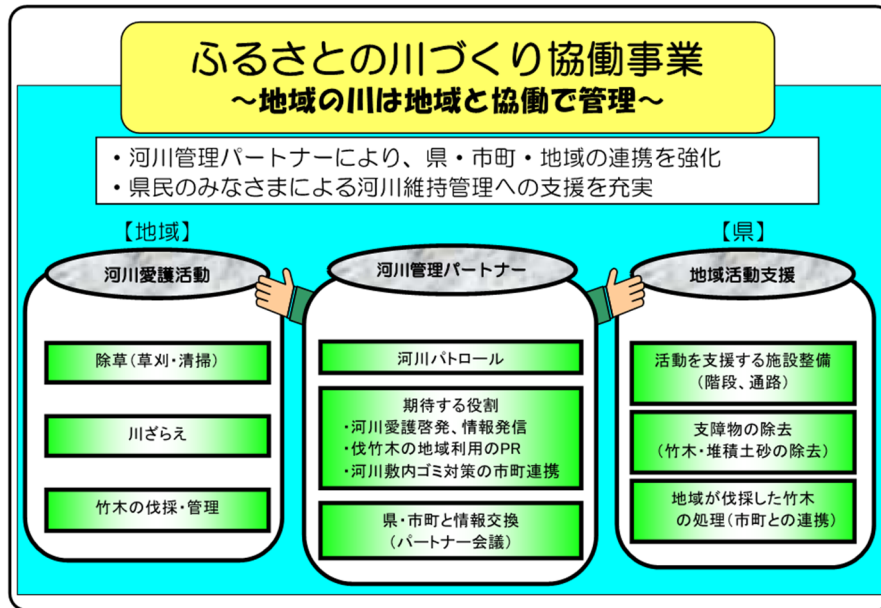 ふるさとの川づくり協働事業
～地域の川は地域と協働で管理～
・河川管理パートナーにより、県・市町・地域の連携を強化
・県民のみなさまによる河川維持管理への支援を充実
【地域】
河川愛護活動
除草(草刈・清掃)
川ざらえ
竹木の伐採・管理
河川管理パートナー
河川パトロール
期待する役割
・河川愛護啓発、情報発信
・伐竹木の地域利用のPR
・河川敷内ゴミ対策の市町連携
県・市町と情報交換
(パートナー会議)
【県】
地域活動支援
活動を支援する施設整備
(階段、通路)
支障物の除去
(竹木・堆積土砂の除去)
地域が伐採した竹木
の処理(市町との連携)